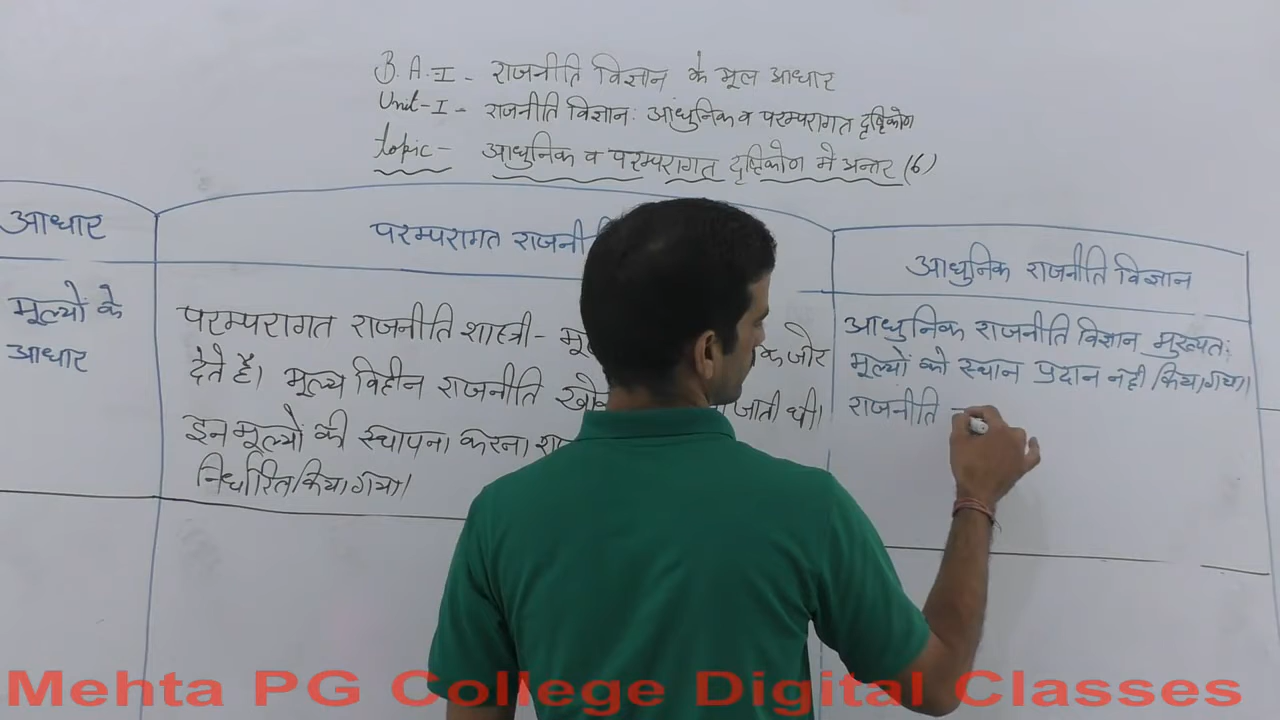 B.A.I - राजनीति विज्ञान के मूल आधार
Unit-I - राजनीति विज्ञान: आधुनिक व परम्परागत दृष्टिकोण
topic - आधुनिक व परम्परागत दृष्टिकोण में अन्तर (6)
आधार
परम्परागत राजनी
आधुनिक राजनीति विज्ञान
मूल्यों के
आधार
परम्परागत राजनीति शास्त्री - मू जोर
देते है। मूल्य विहीन राजनीति जाती थी।
इन मूल्यों की स्थापना करना
निर्धारित किया गया।
आधुनिक राजनीति विज्ञान मुख्यत:
मूल्यों को स्थान प्रदान नही किया गया।
राजनीति
Mehta PG College Digital Classes